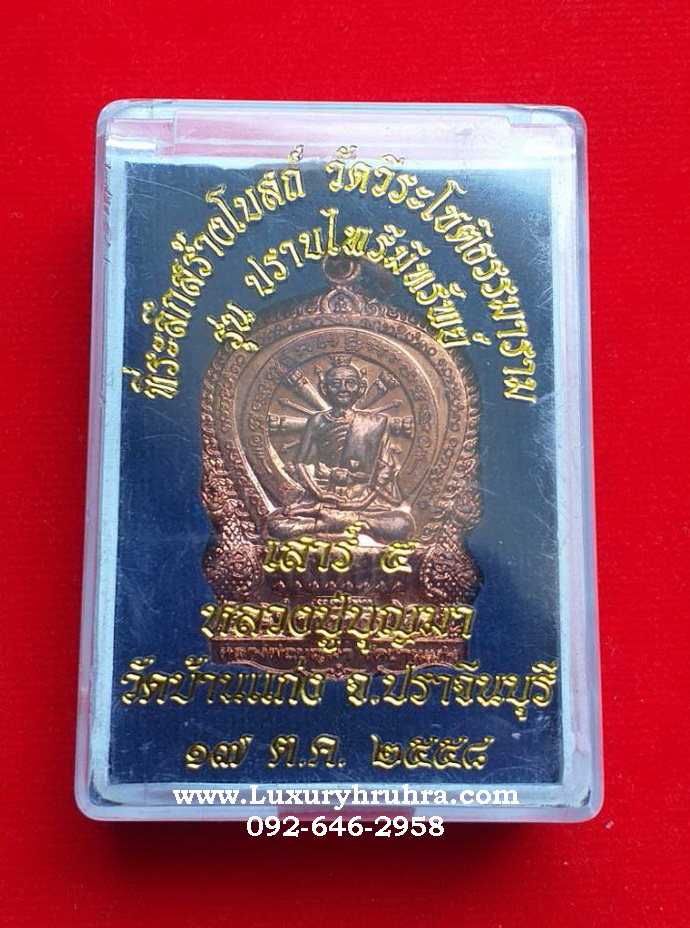 ที่ระลึกสร้างโบสถ์ วัดวีระโชติธรรมาราม
รุ่น ปราบไพรีมีทรัพย์
เสาร์ ๕
หลวงปู่บุญมา
วัดบ้านแก่ง จ.ปราจีนบุรี
๑๗ ต.ค. ๒๕๕๘
www.Luxuryhruhra.com
092-646-2958